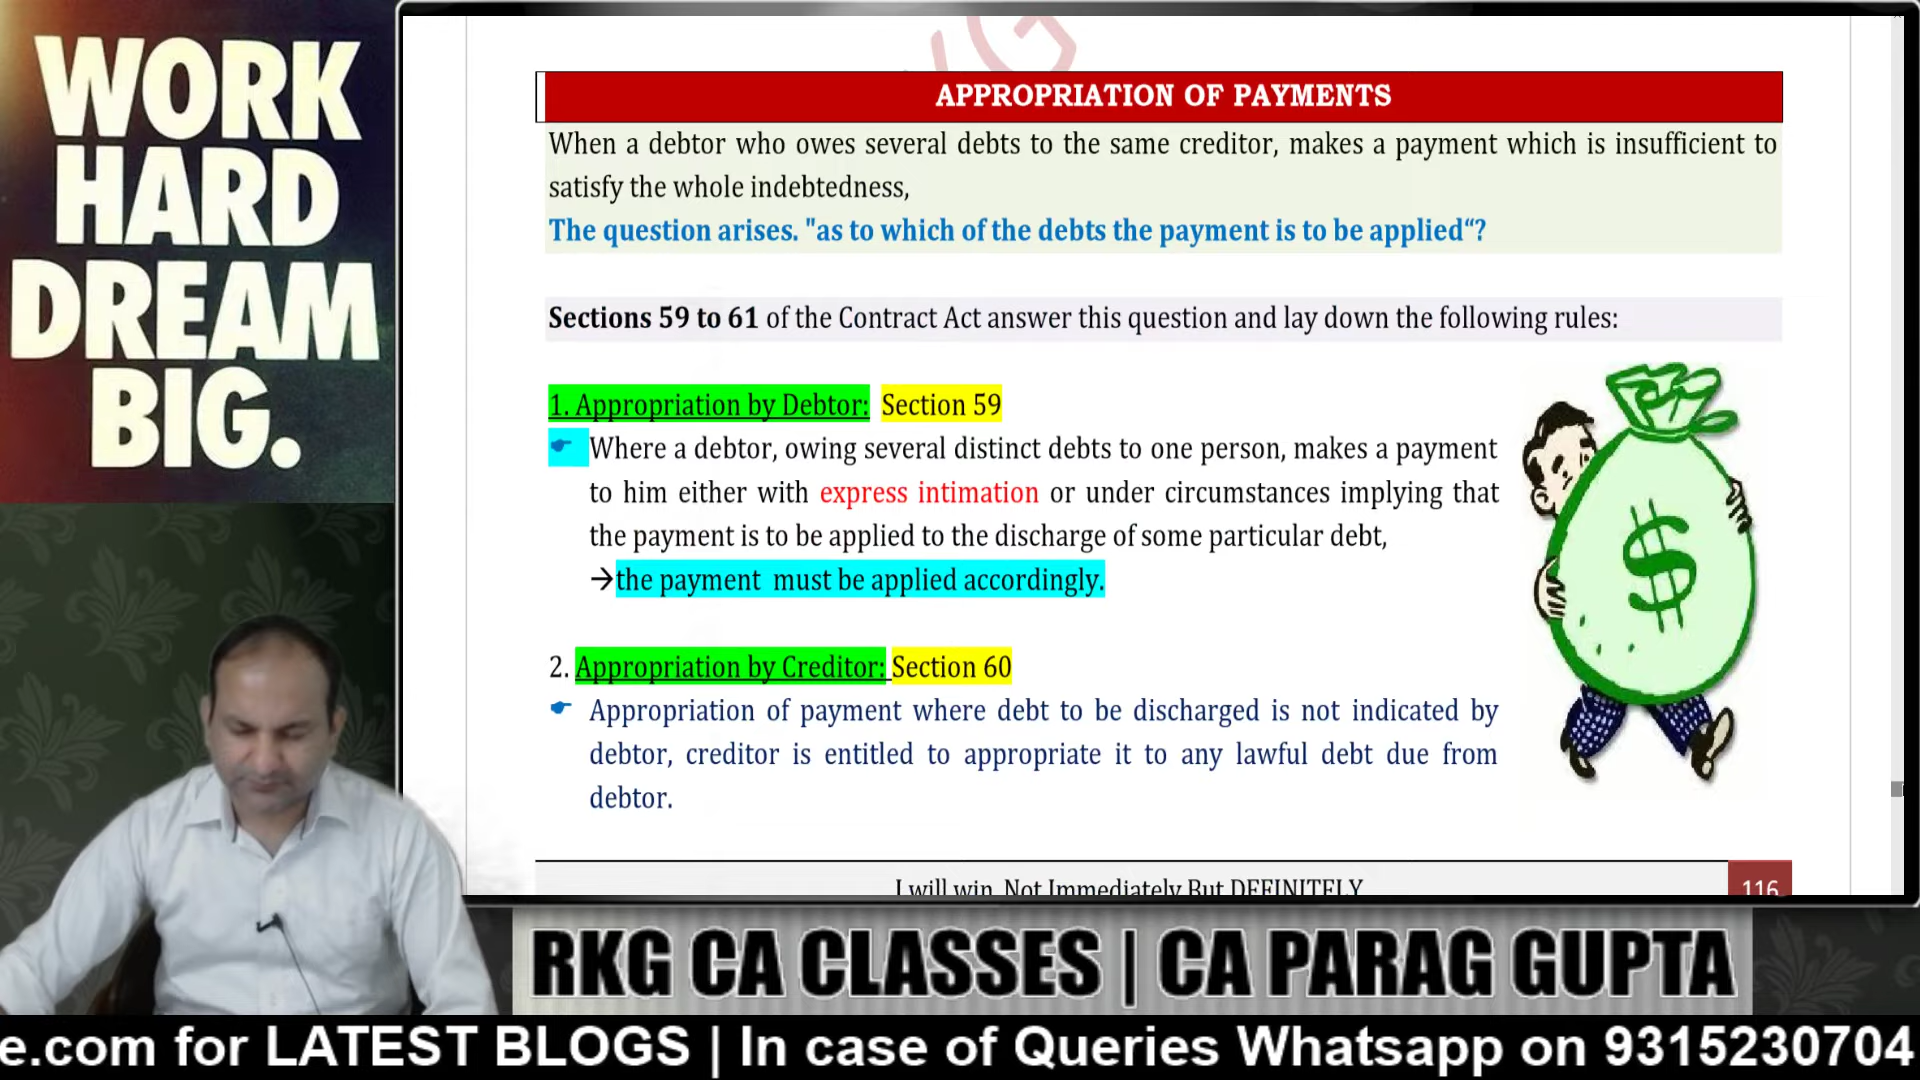 WORK
HARD
DREAM
BIG.
APPROPRIATION OF PAYMENTS
When a debtor who owes several debts to the same creditor, makes a payment which is insufficient to
satisfy the whole indebtedness,
The question arises. "as to which of the debts the payment is to be applied“?
Sections 59 to 61 of the Contract Act answer this question and lay down the following rules:
1. Appropriation by Debtor: Section 59
☛ Where a debtor, owing several distinct debts to one person, makes a payment
to him either with express intimation or under circumstances implying that
the payment is to be applied to the discharge of some particular debt,
→the payment must be applied accordingly.
2. Appropriation by Creditor: Section 60
☛ Appropriation of payment where debt to be discharged is not indicated by
debtor, creditor is entitled to appropriate it to any lawful debt due from
debtor.
$
I will win. Not Immediately But DEFINITELY
116
RKG CA CLASSES | CA PARAG GUPTA
e.com for LATEST BLOGS | In case of Queries Whatsapp on 9315230704